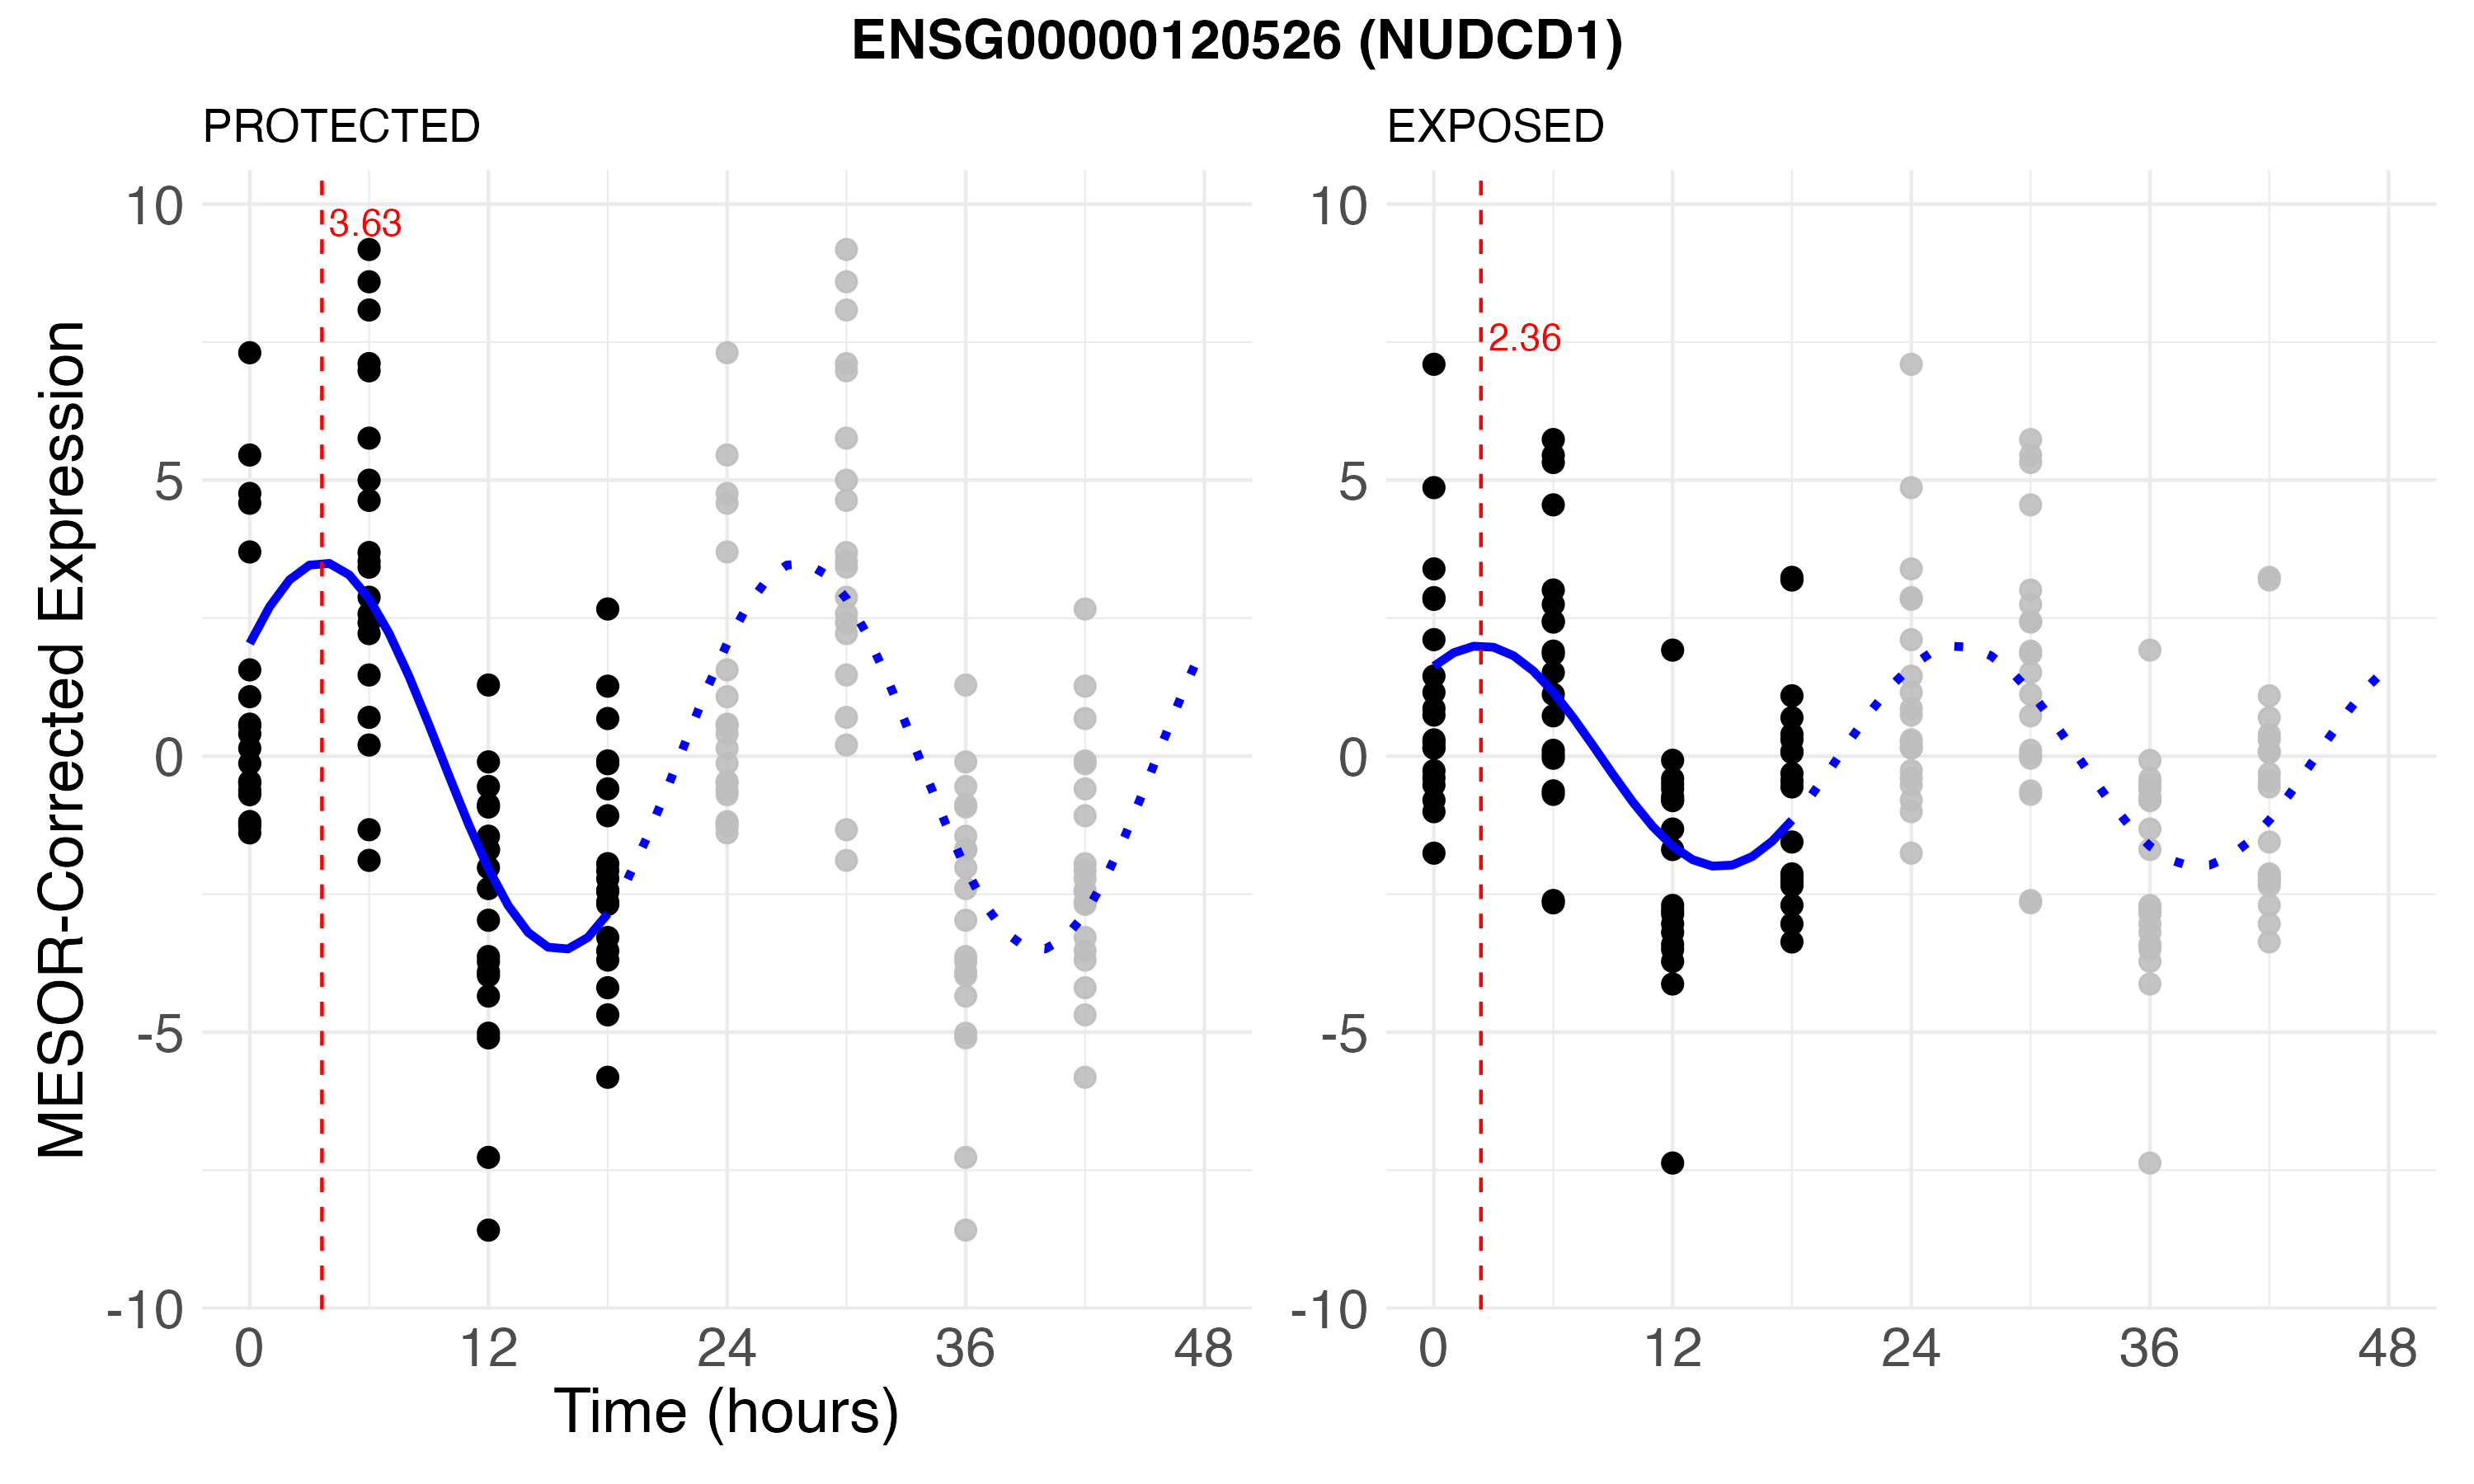 ENSG00000120526 (NUDCD1)
PROTECTED
EXPOSED
MESOR-Corrected Expression
10
5
0
-5
-10
3.63
0 12 24 36 48
Time (hours)
10
5
0
-5
-10
2.36
0 12 24 36 48